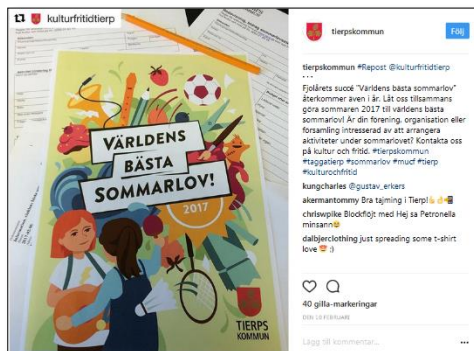 kulturfritidtierp
VÄRLDENS
BÄSTA
SOMMARLOV!
2017
TIERPS
KOMMUN
tierpskommun
Följ
tierpskommun #Repost @kulturfritidtierp
・・・
Fjolårets succé "Världens bästa sommarlov"
återkommer även i år. Låt oss tillsammans
göra sommaren 2017 till världens bästa
sommarlov! Är din förening, organisation eller
församling intresserad av att arrangera
aktiviteter under sommarlovet? Kontakta oss
på kultur och fritid. #tierpskommun
#taggatierp #sommarlov #mucf #tierp
#kulturochfritid
kungcharles @gustav_erkers
akermantommy Bra tajming i Tierp!💪👍📲
chriswpike Blockflöjt med Hej sa Petronella
minsann😉
dalbjerclothing just spreading some t-shirt
love 😍 :)
40 gilla-markeringar
DEN 10 FEBRUARI
Lägg till kommentar...